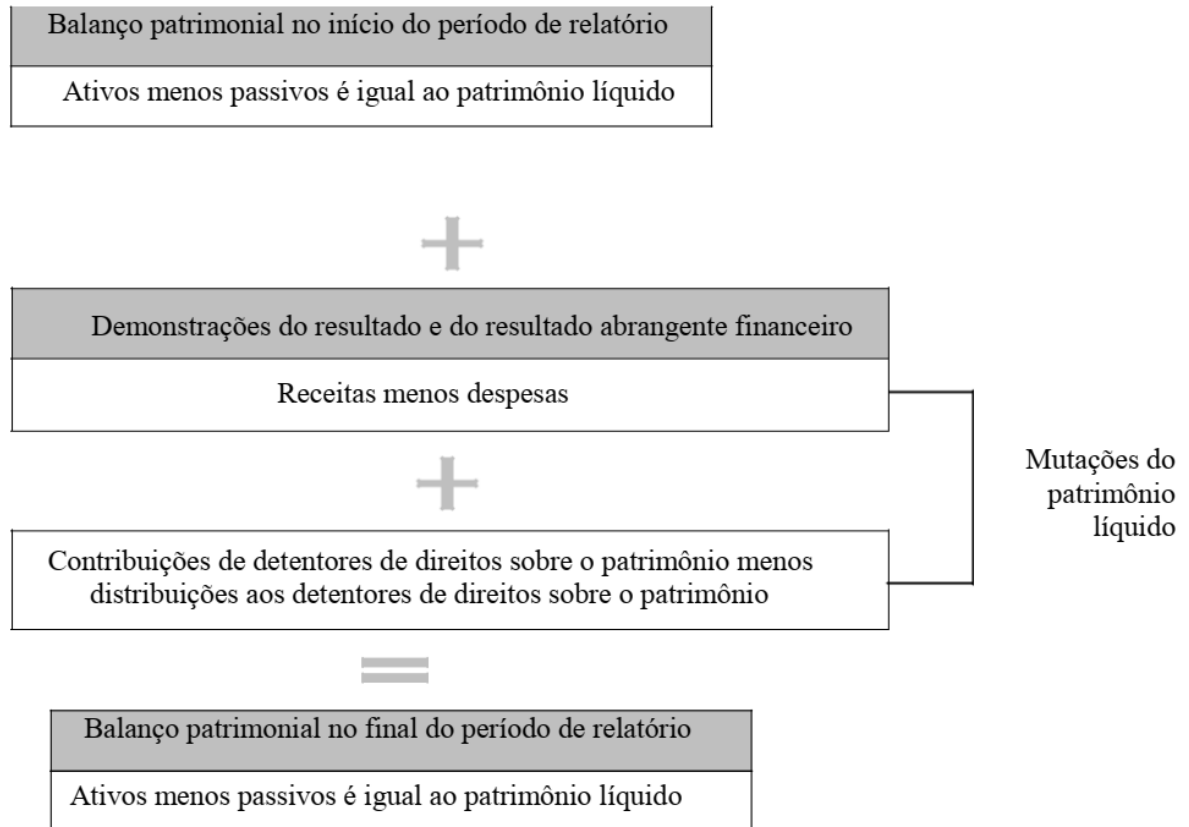 Balanço patrimonial no início do período de relatório
Ativos menos passivos é igual ao patrimônio líquido
+
Demonstrações do resultado e do resultado abrangente financeiro
Receitas menos despesas
+
Contribuições de detentores de direitos sobre o patrimônio menos
distribuições aos detentores de direitos sobre o patrimônio
Mutações do
patrimônio
líquido
=
Balanço patrimonial no final do período de relatório
Ativos menos passivos é igual ao patrimônio líquido